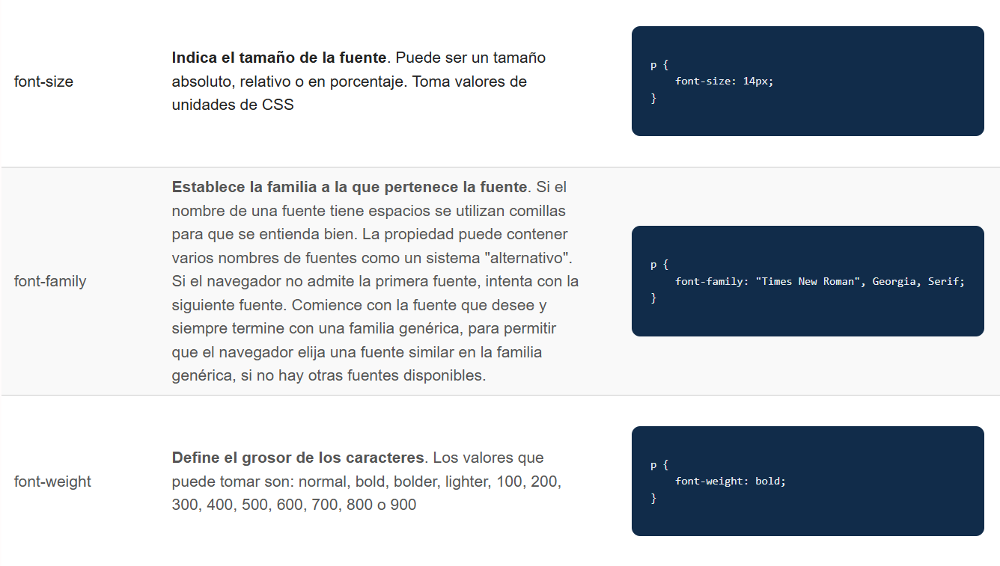 font-size
Indica el tamaño de la fuente. Puede ser un tamaño
absoluto, relativo o en porcentaje. Toma valores de
unidades de CSS
p {
    font-size: 14px;
}
font-family
Establece la familia a la que pertenece la fuente. Si el
nombre de una fuente tiene espacios se utilizan comillas
para que se entienda bien. La propiedad puede contener
varios nombres de fuentes como un sistema "alternativo".
Si el navegador no admite la primera fuente, intenta con la
siguiente fuente. Comience con la fuente que desee y
siempre termine con una familia genérica, para permitir
que el navegador elija una fuente similar en la familia
genérica, si no hay otras fuentes disponibles.
p {
    font-family: "Times New Roman", Georgia, Serif;
}
font-weight
Define el grosor de los caracteres. Los valores que
puede tomar son: normal, bold, bolder, lighter, 100, 200,
300, 400, 500, 600, 700, 800 o 900
p {
    font-weight: bold;
}